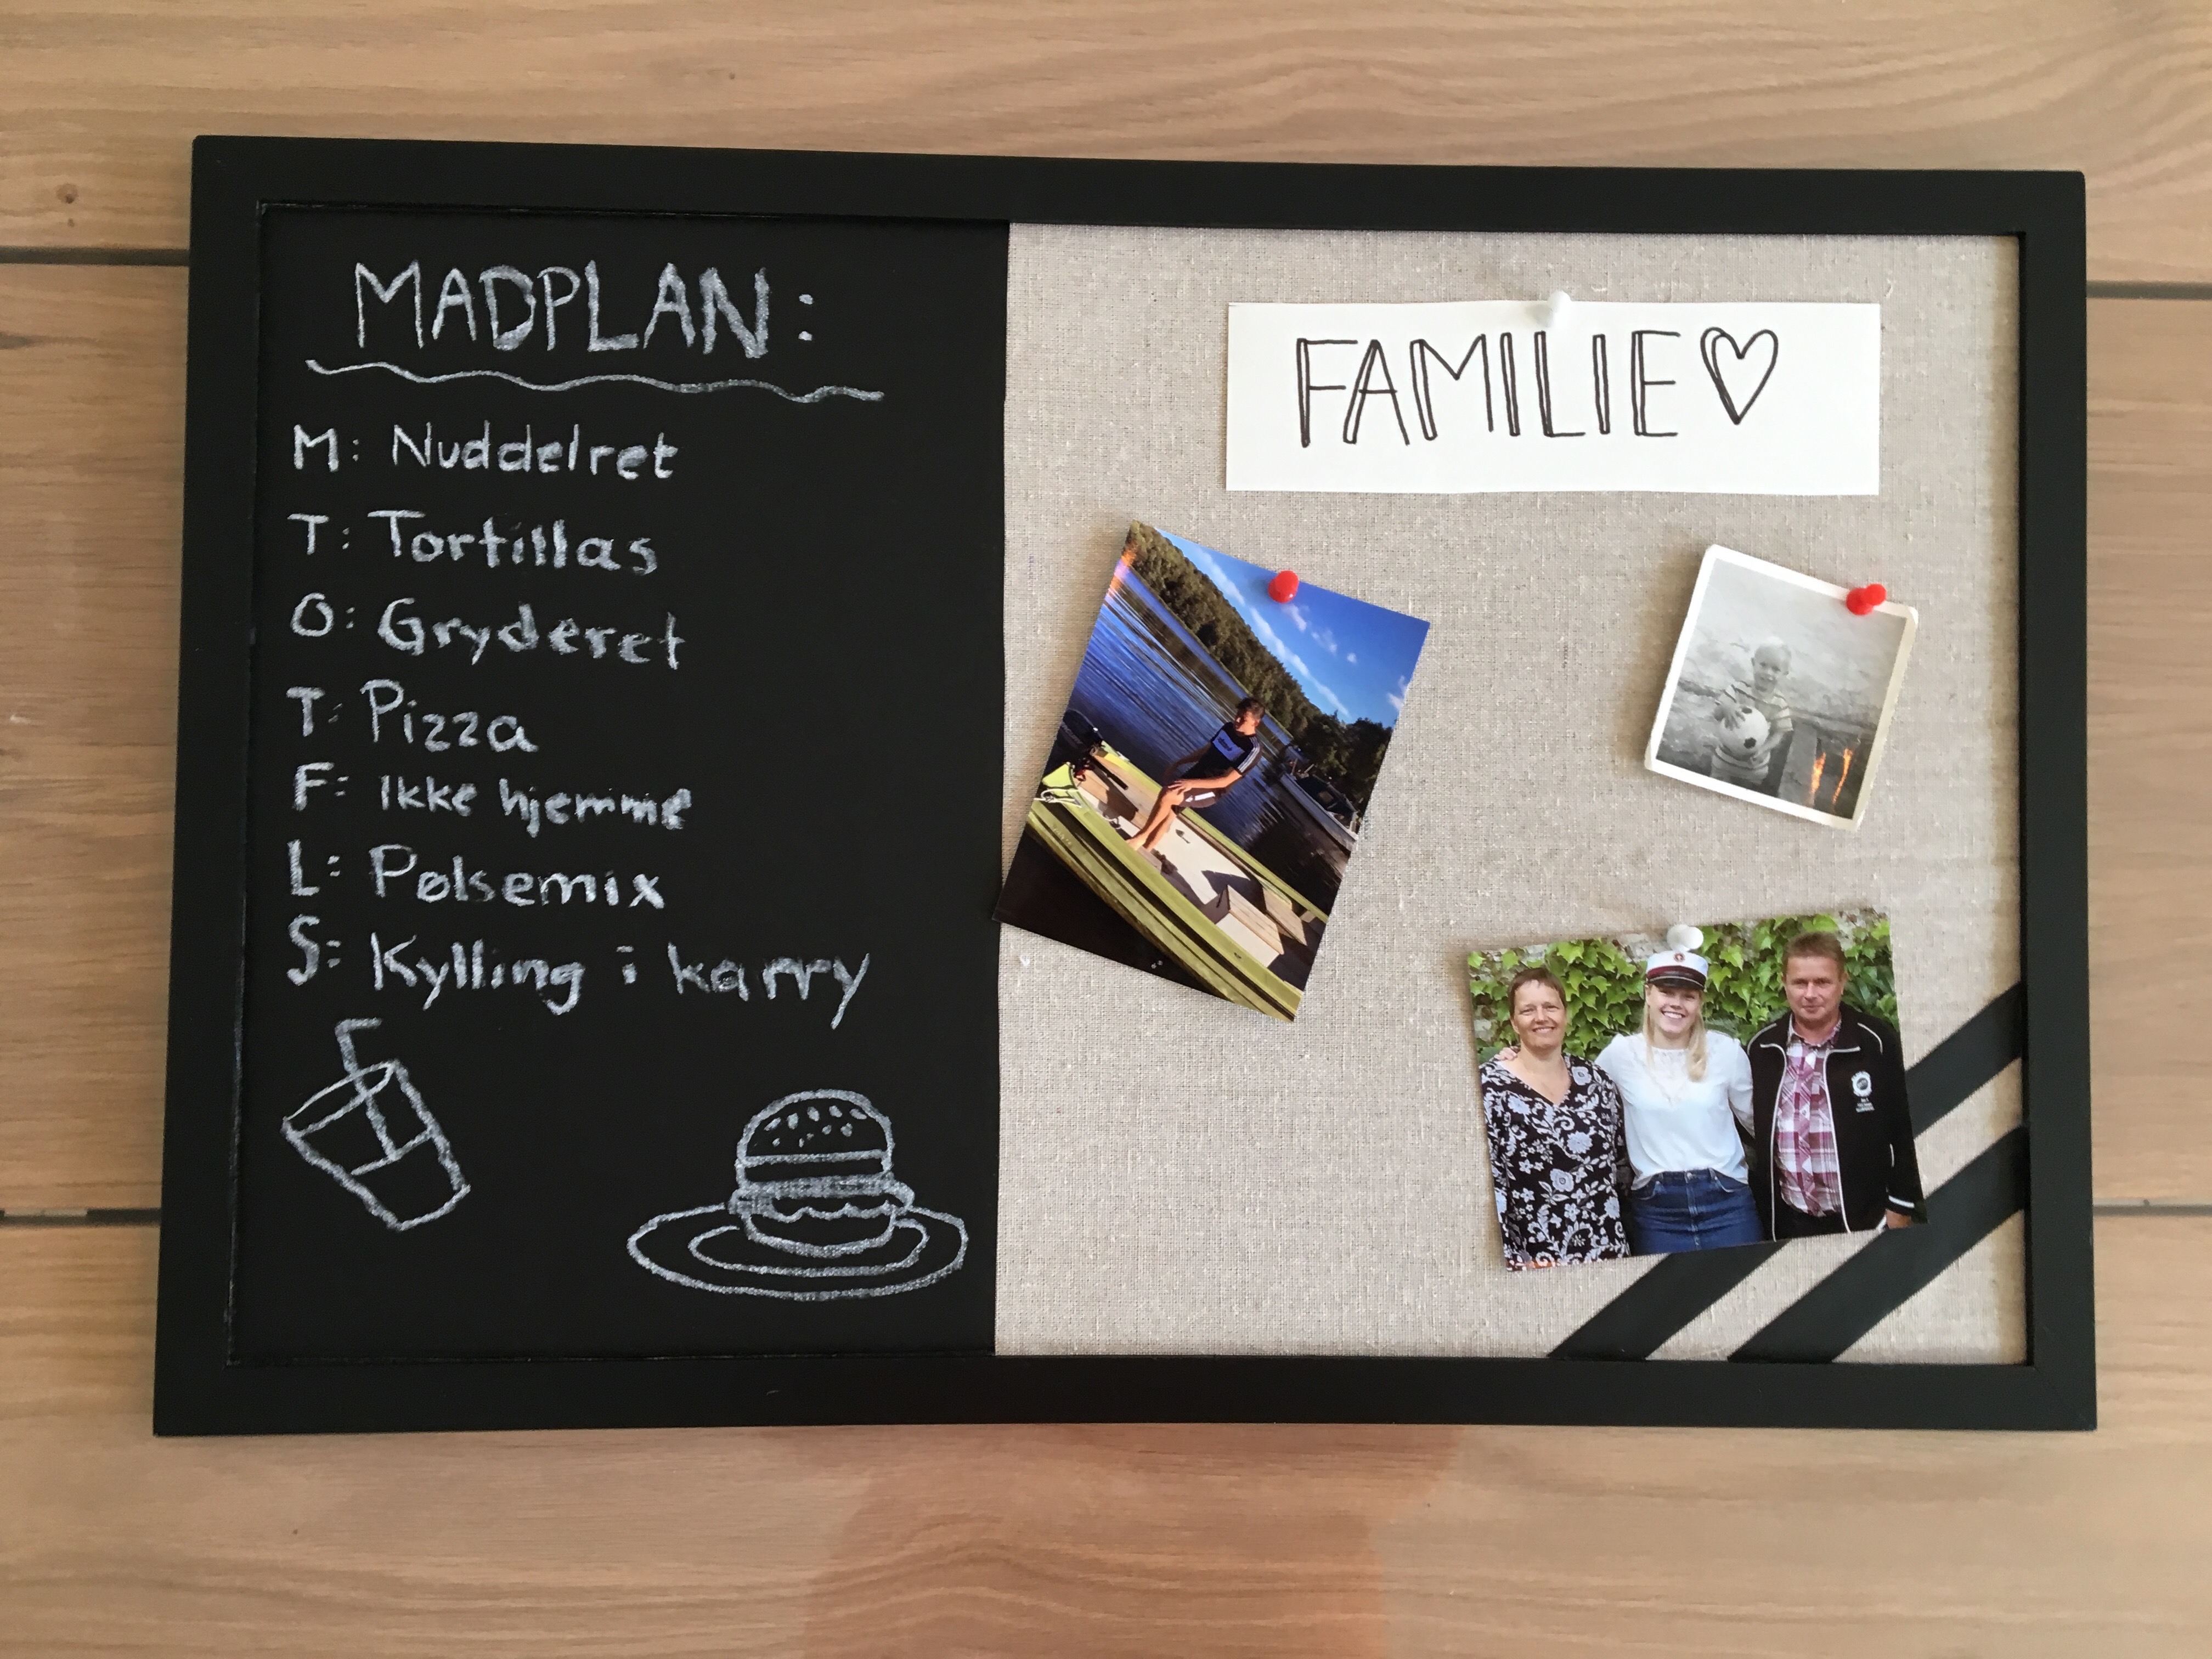 MADPLAN:
M: Nuddelret
T: Tortillas
O: Gryderet
T: Pizza
F: Ikke hjemme
L: Pølsemix
S: Kylling i karry
FAMILIE